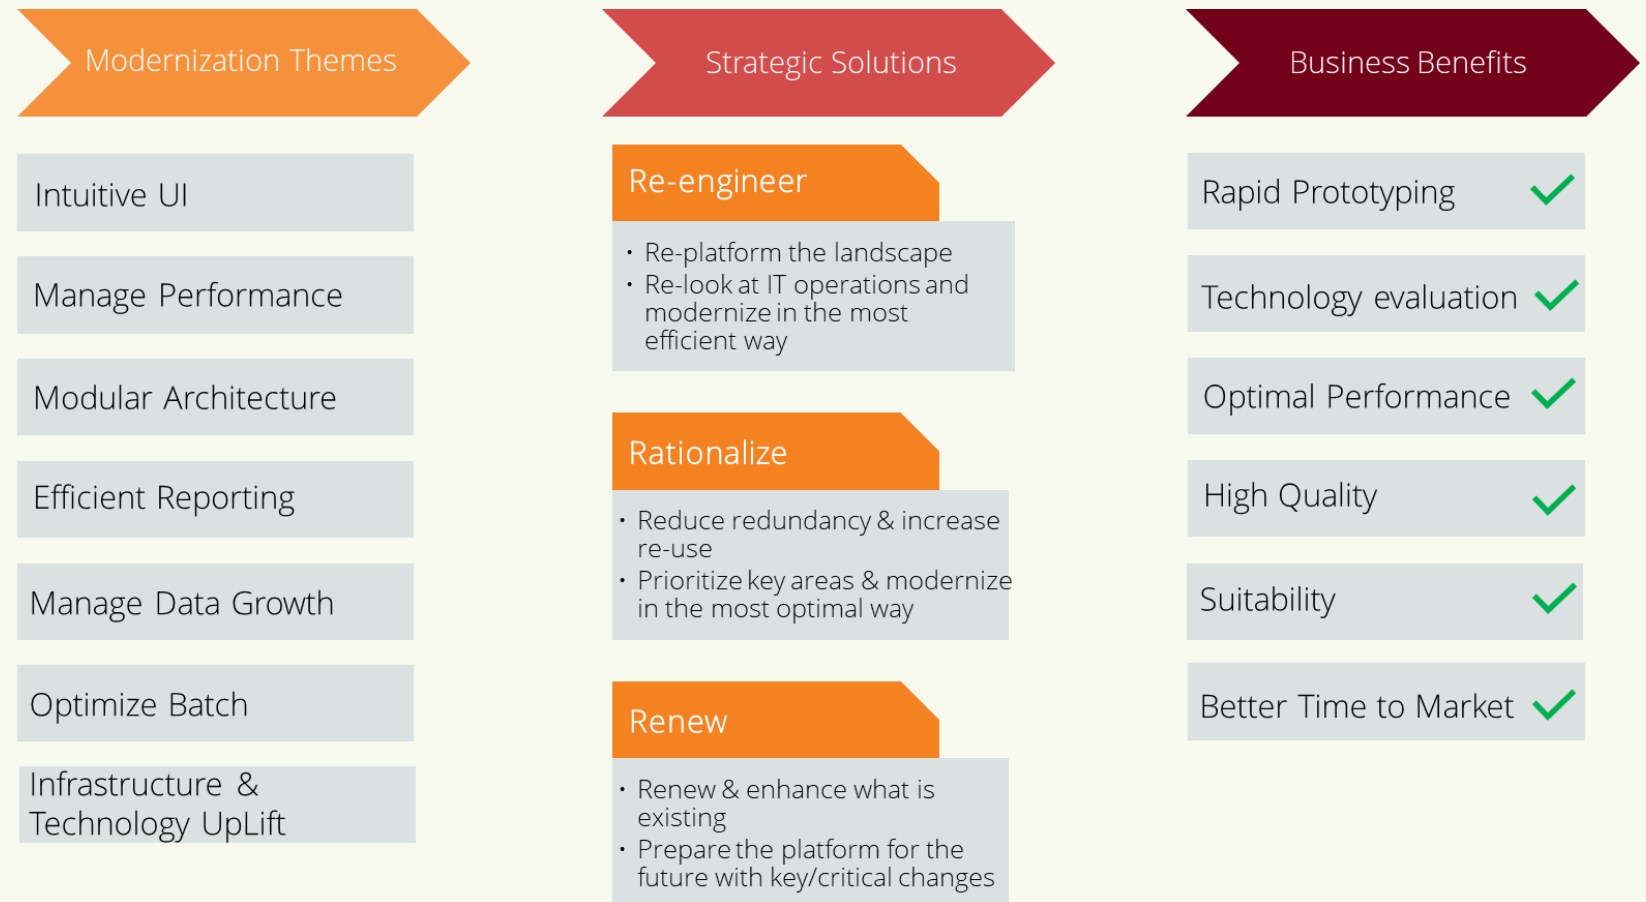 Modernization Themes
Intuitive UI
Manage Performance
Modular Architecture
Efficient Reporting
Manage Data Growth
Optimize Batch
Infrastructure &
Technology UpLift
Strategic Solutions
Re-engineer
• Re-platform the landscape
• Re-look at IT operations and
modernize in the most
efficient way
Rationalize
• Reduce redundancy & increase
re-use
• Prioritize key areas & modernize
in the most optimal way
Renew
• Renew & enhance what is
existing
• Prepare the platform for the
future with key/critical changes
Business Benefits
Rapid Prototyping
Technology evaluation
Optimal Performance
High Quality
Suitability
Better Time to Market